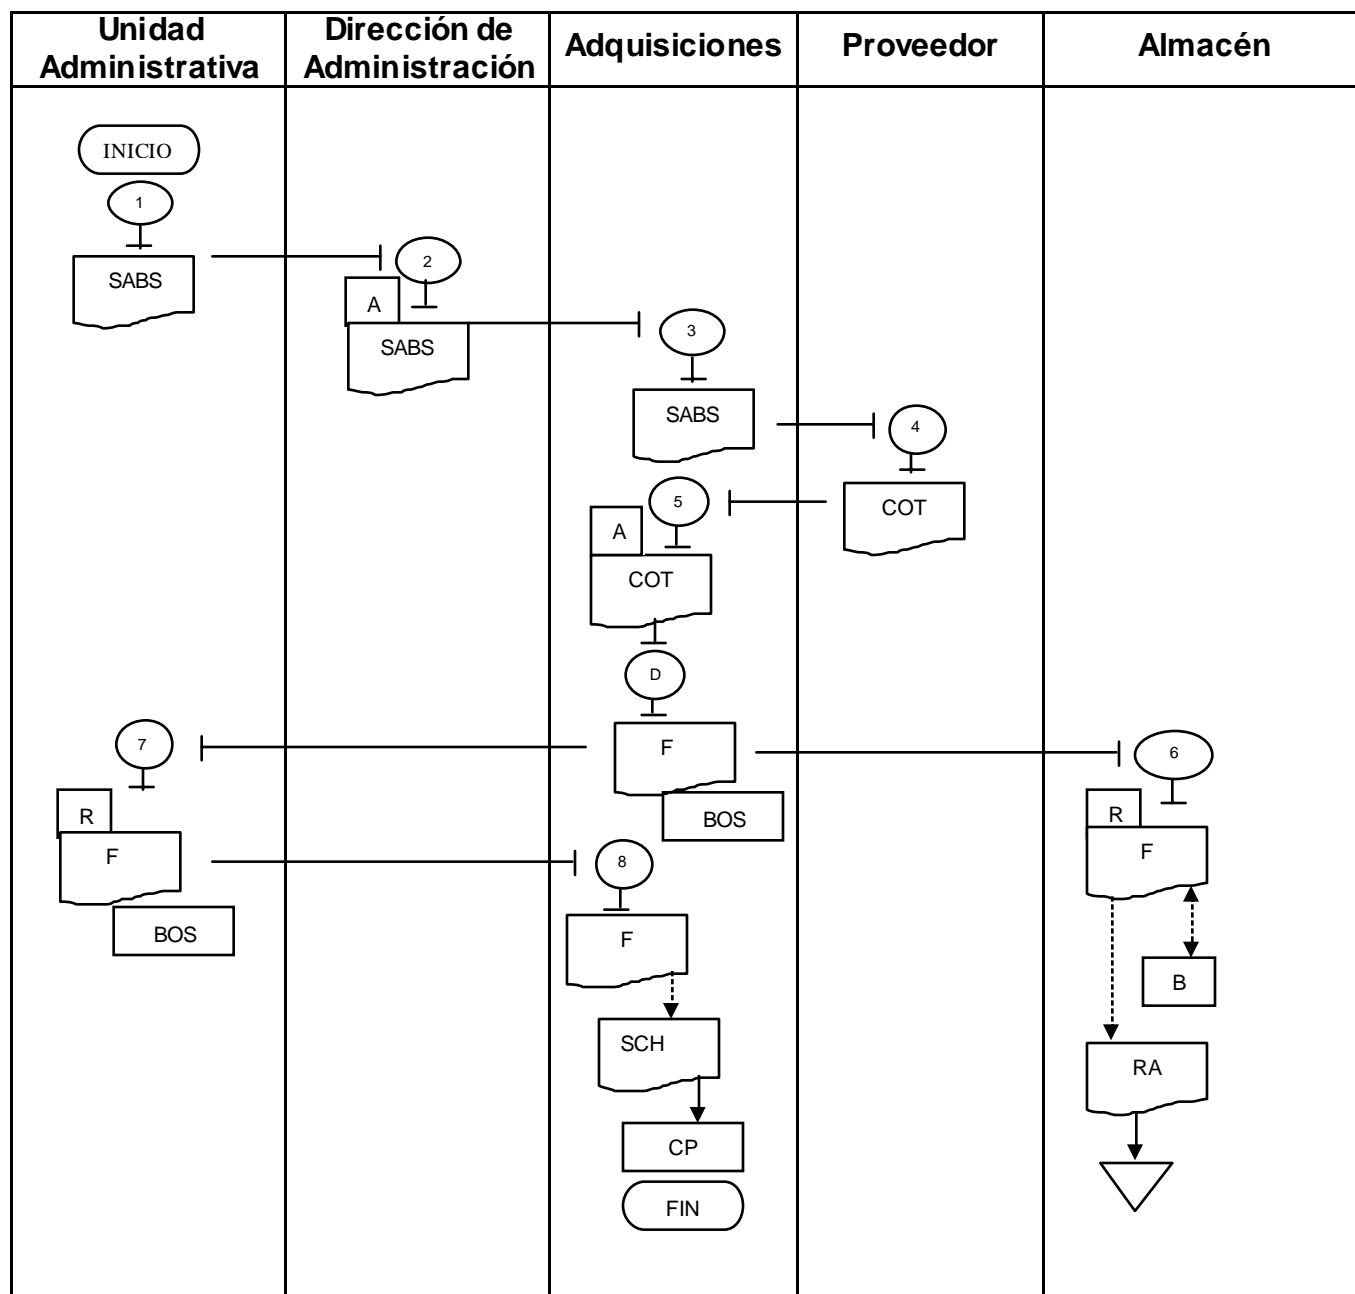 Unidad
Administrativa
Dirección de
Administración
Adquisiciones
Proveedor
Almacén
INICIO
1
SABS
2
A
SABS
3
SABS
4
COT
5
A
COT
D
F
BOS
6
R
F
B
RA
7
R
F
BOS
8
F
SCH
CP
FIN